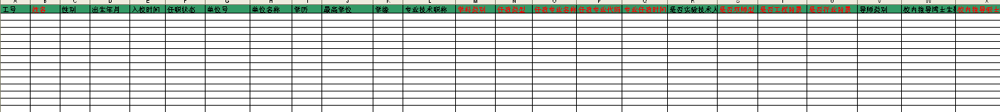 A B C D E F G H I J K L M N O P Q R S T U V W X
工号 姓名 性别 出生年月 入校时间 任职状态 单位号 单位名称 学历 最高学位 学缘 专业技术职称 学科类别 任教类型 任教专业名称 任教专业代码 专业任教时间 是否实验技术人 是否双师型 是否工程背景 是否行业背景 导师类别 校内指导博士生 校内指导硕士